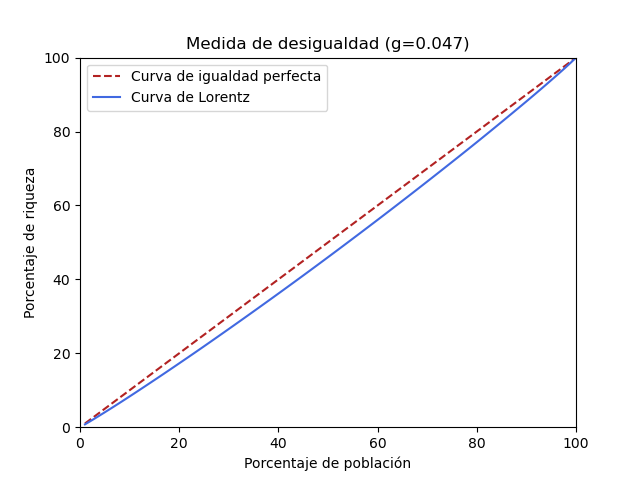 Medida de desigualdad (g=0.047)
100
80
60
40
20
0
Porcentaje de riqueza
Curva de igualdad perfecta
Curva de Lorentz
0 20 40 60 80 100
Porcentaje de población